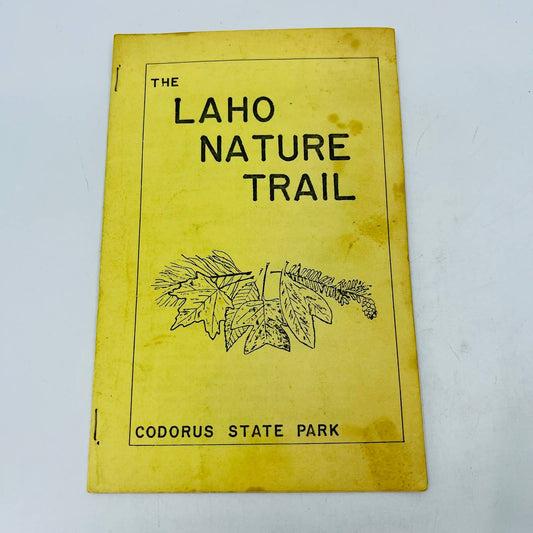 THE
LAHO
NATURE
TRAIL
CODORUS STATE PARK